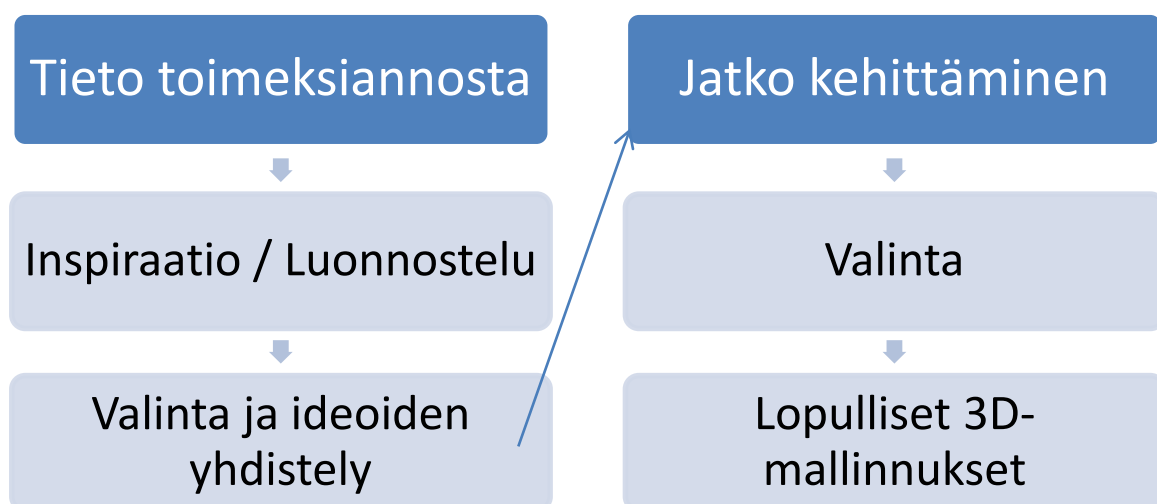 Tieto toimeksiannosta
Inspiraatio / Luonnostelu
Valinta ja ideoiden
yhdistely
Jatko kehittäminen
Valinta
Lopulliset 3D-
mallinnukset